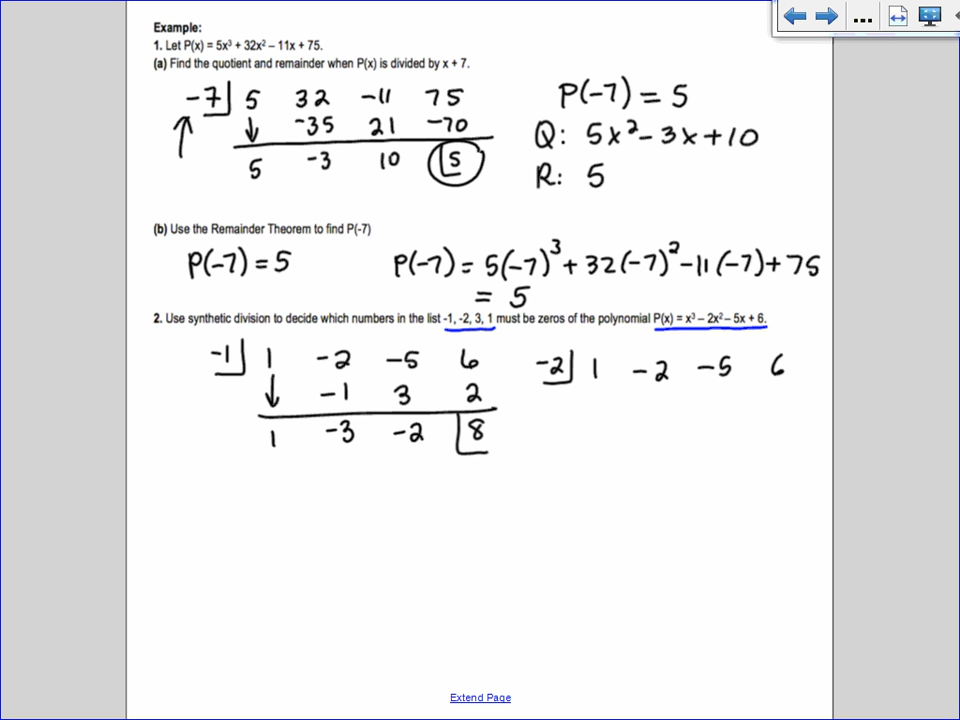 Example:
1. Let P(x) = 5x³ + 32x² – 11x + 75.
(a) Find the quotient and remainder when P(x) is divided by x + 7.
-7 5 32 -11 75
-35 21 -70
5 -3 10 5
P(-7) = 5
Q: 5x² - 3x + 10
R: 5
(b) Use the Remainder Theorem to find P(-7)
P(-7) = 5
P(-7) = 5(-7)³ + 32(-7)² - 11(-7) + 75
= 5
2. Use synthetic division to decide which numbers in the list -1, -2, 3, 1 must be zeros of the polynomial P(x) = x³ – 2x² – 5x + 6.
-1 1 -2 -5 6
-1 3 2
1 -3 -2 8
-2 1 -2 -5 6
Extend Page